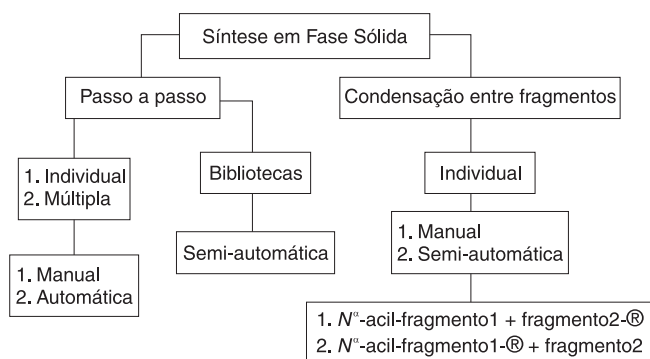 Síntese em Fase Sólida
Passo a passo
Condensação entre fragmentos
1. Individual
2. Múltipla
Bibliotecas
Individual
1. Manual
2. Automática
Semi-automática
1. Manual
2. Semi-automática
1. Nα-acil-fragmento1 + fragmento2-®
2. Nα-acil-fragmento1-® + fragmento2